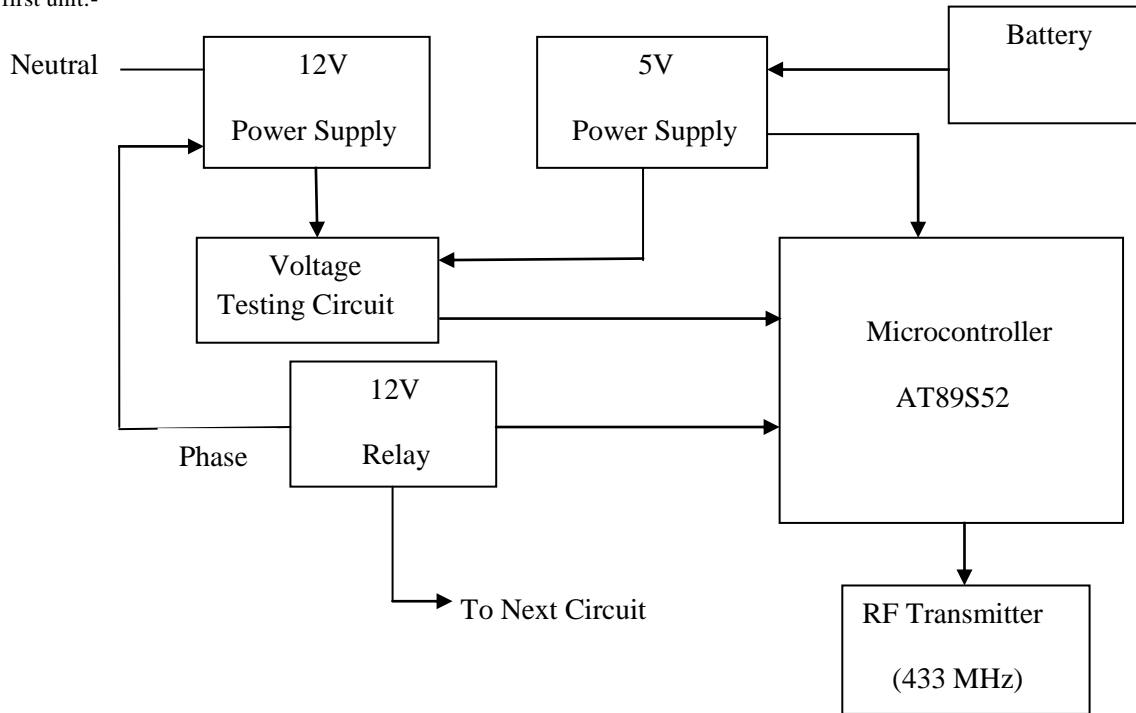 first unit:-
Neutral
12V
Power Supply
5V
Power Supply
Battery
Voltage
Testing Circuit
Microcontroller
AT89S52
12V
Relay
Phase
To Next Circuit
RF Transmitter
(433 MHz)